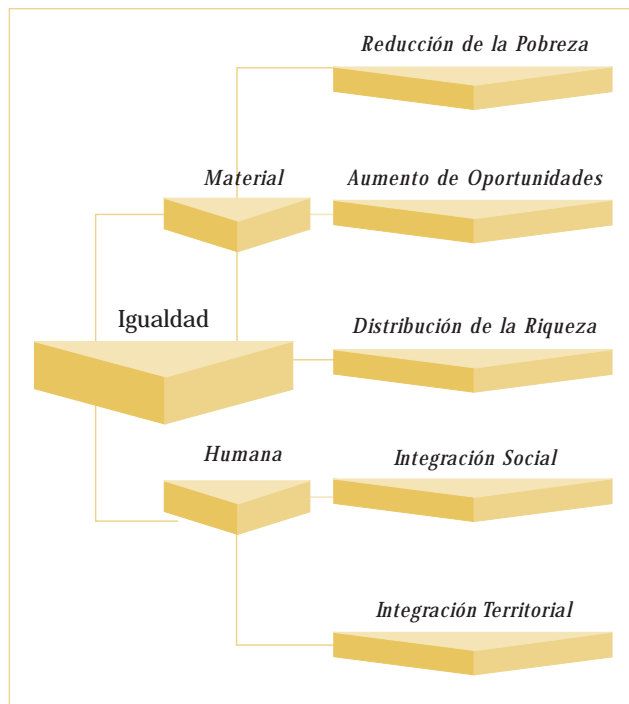 Reducción de la Pobreza
Material
Aumento de Oportunidades
Igualdad
Distribución de la Riqueza
Humana
Integración Social
Integración Territorial